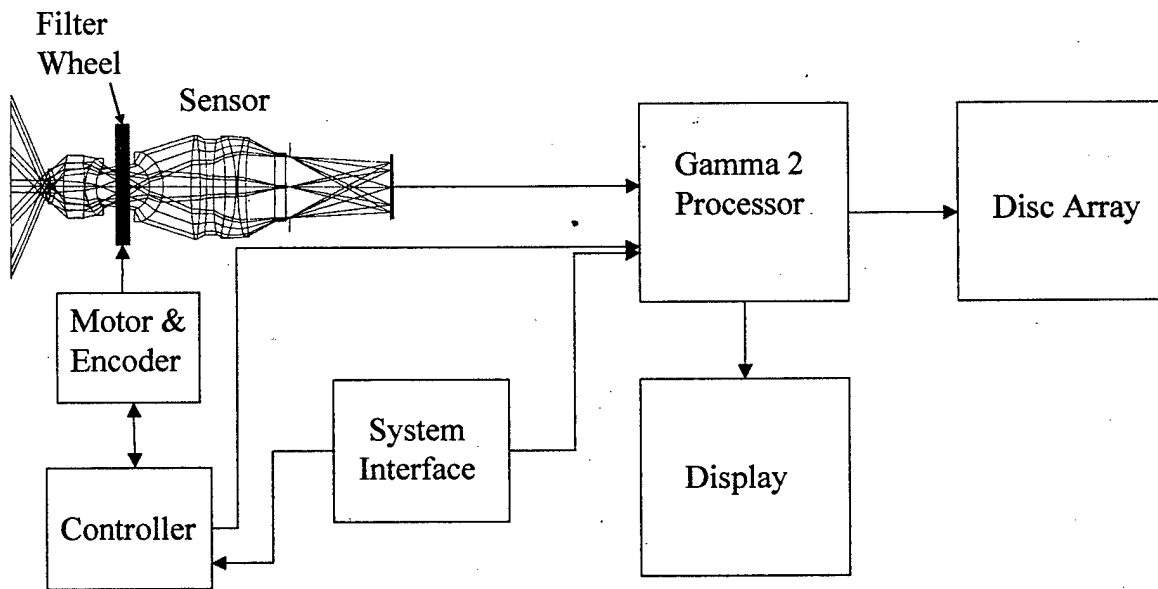 Filter
Wheel
Sensor
Gamma 2
Processor
Disc Array
Motor &
Encoder
System
Interface
Display
Controller